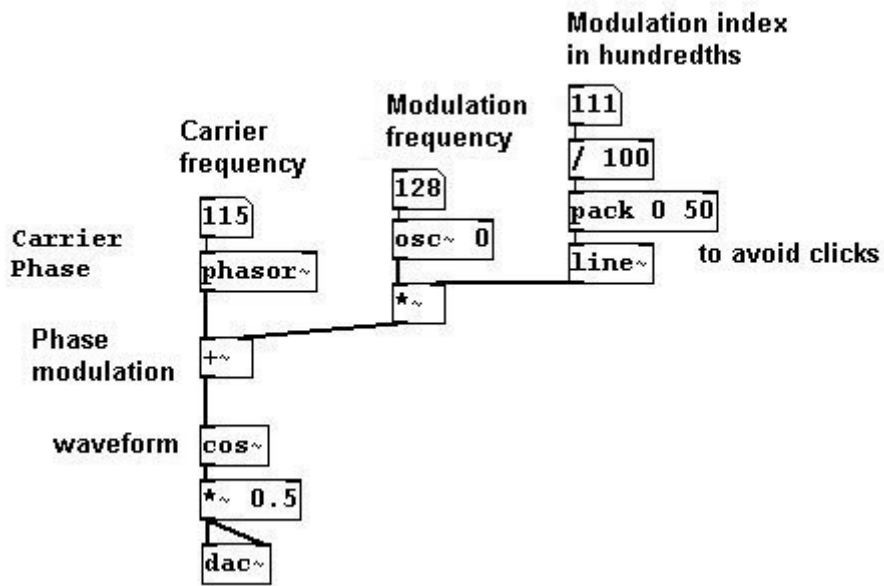 Modulation index
in hundredths
111
/ 100
pack 0 50
line~
to avoid clicks
Modulation
frequency
128
osc~ 0
*~
Carrier
frequency
115
Carrier
Phase
phasor~
Phase
modulation
+~
waveform
cos~
*~ 0.5
dac~